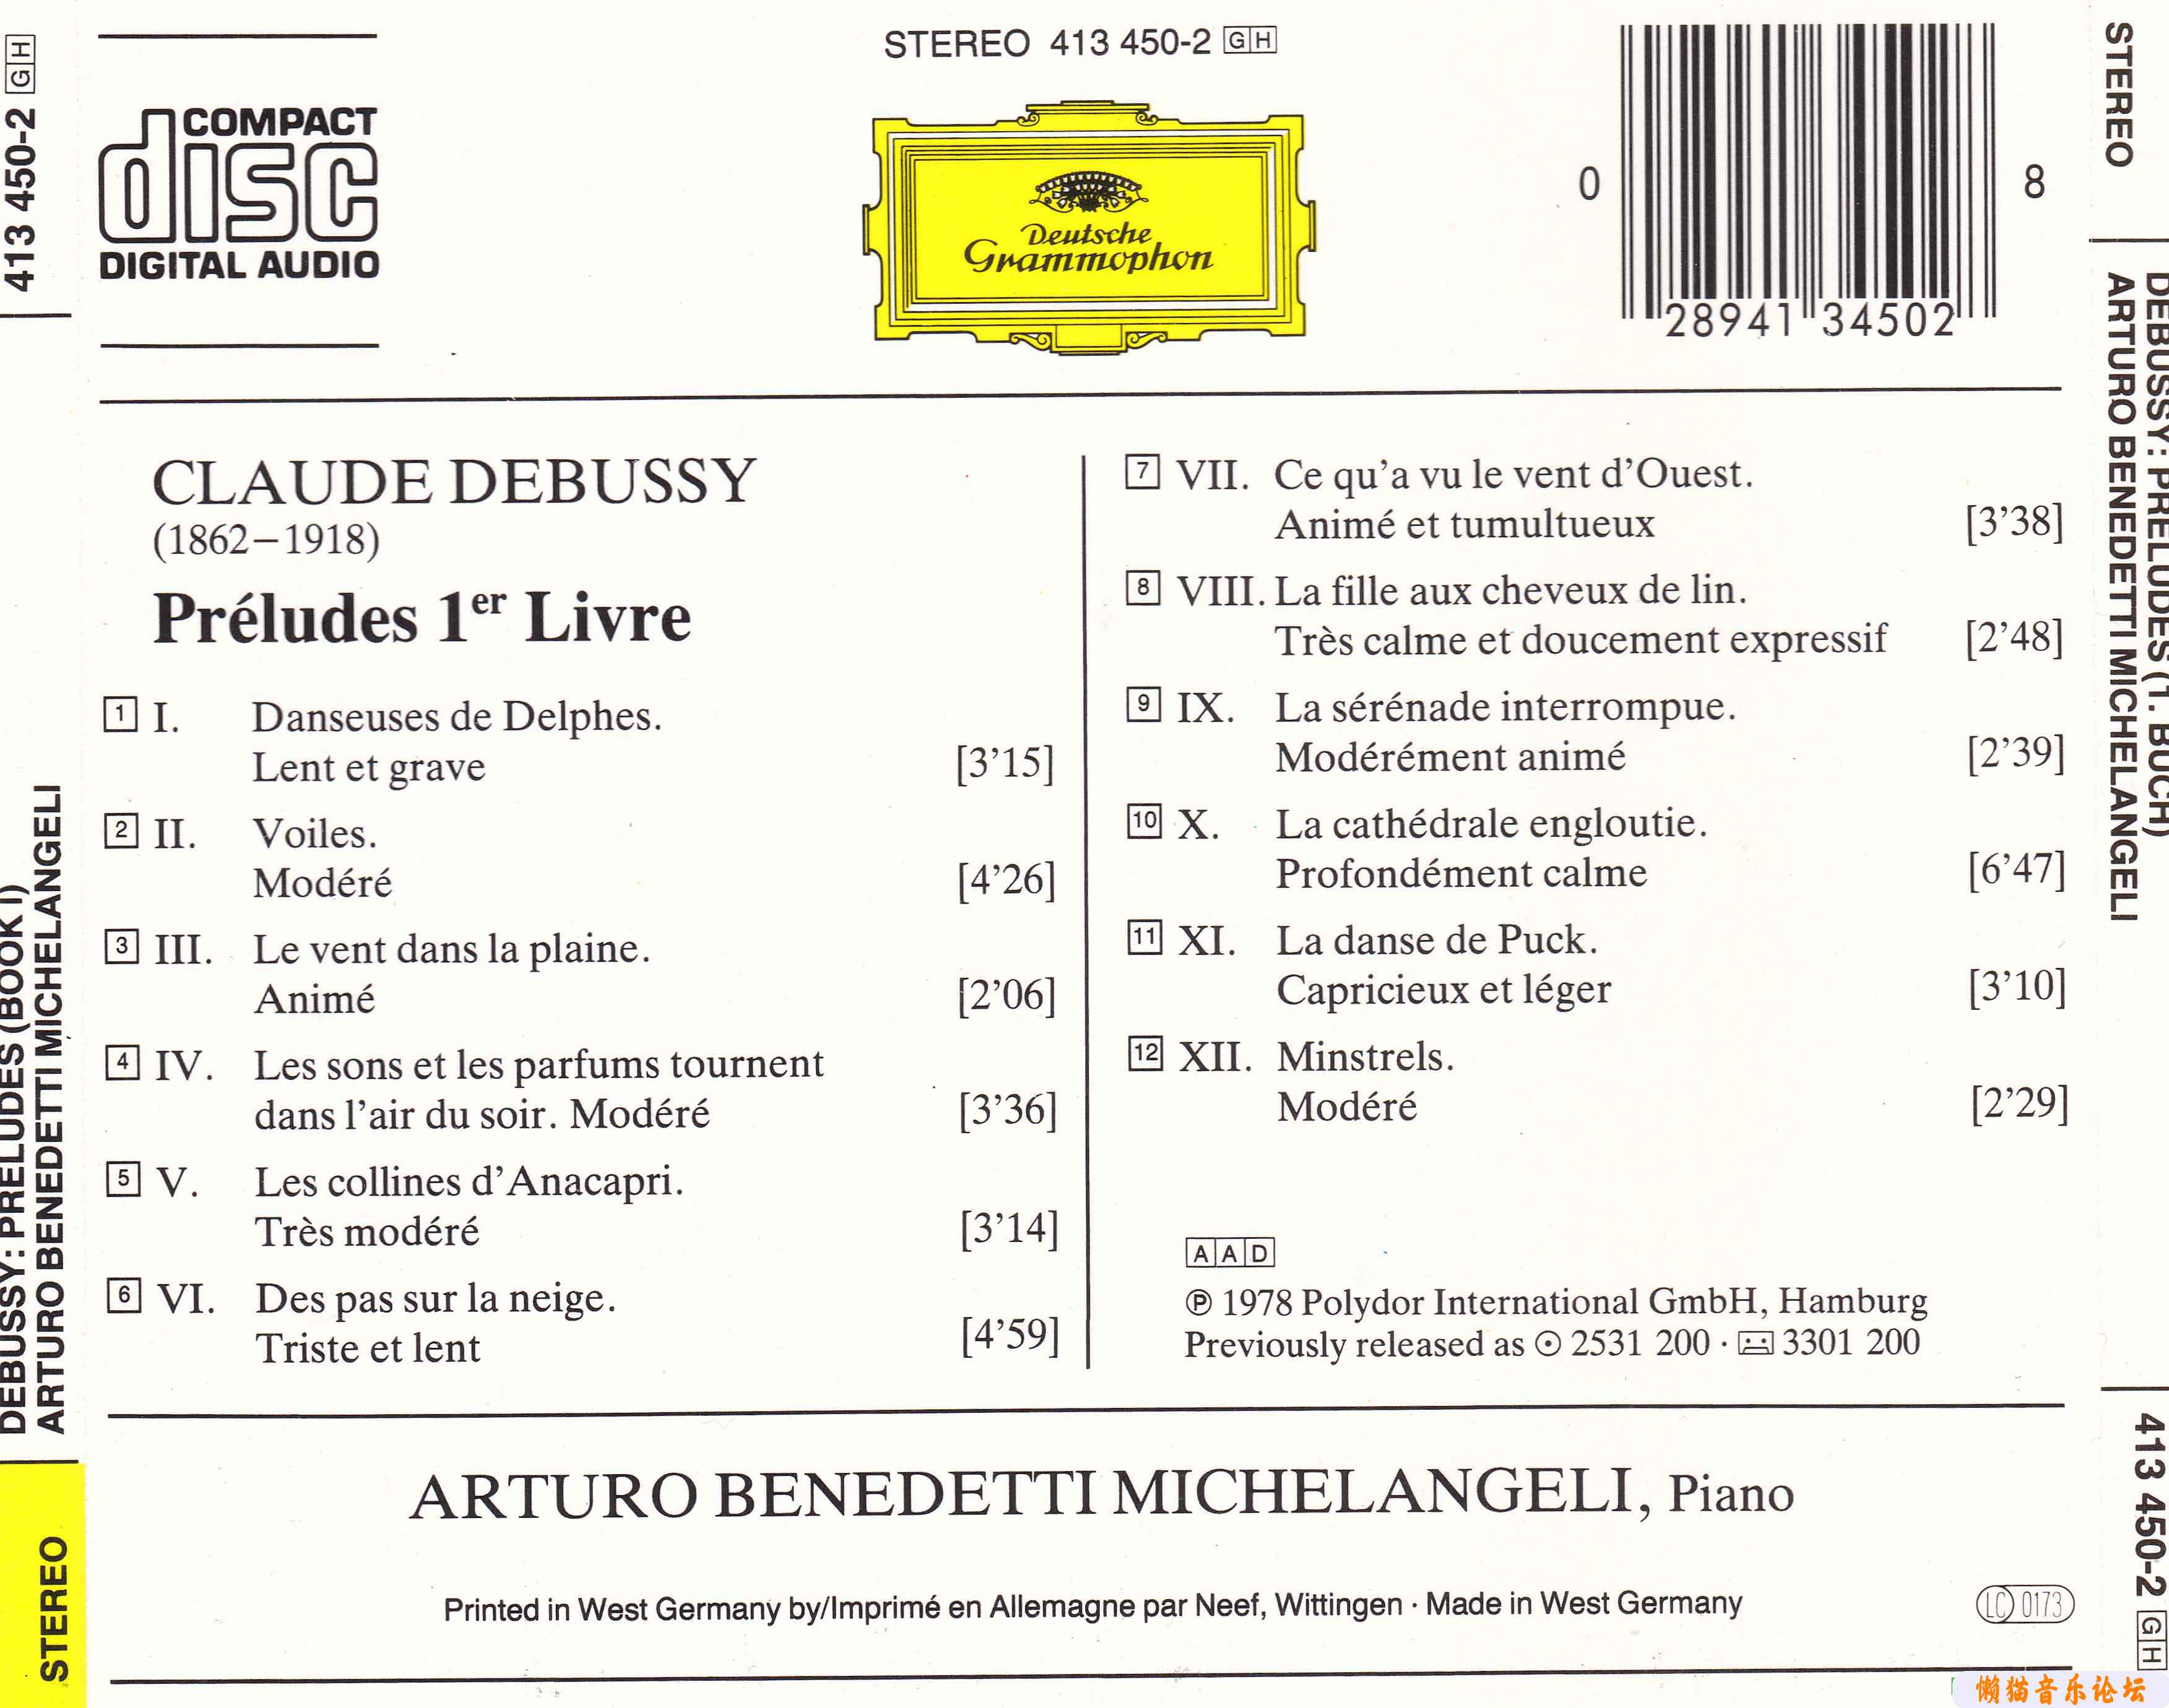 413 450-2 GH
DEBUSSY: PRELUDES (BOOK I)
ARTURO BENEDETTI MICHELANGELI
STEREO
COMPACT
disc
DIGITAL AUDIO
STEREO 413 450-2 GH
Deutsche
Grammophon
0 28941 34502 8
CLAUDE DEBUSSY
(1862–1918)
Préludes 1er Livre
1 I. Danseuses de Delphes.
Lent et grave [3’15]
2 II. Voiles.
Modéré [4’26]
3 III. Le vent dans la plaine.
Animé [2’06]
4 IV. Les sons et les parfums tournent
dans l’air du soir. Modéré [3’36]
5 V. Les collines d’Anacapri.
Très modéré [3’14]
6 VI. Des pas sur la neige.
Triste et lent [4’59]
7 VII. Ce qu’a vu le vent d’Ouest.
Animé et tumultueux [3’38]
8 VIII. La fille aux cheveux de lin.
Très calme et doucement expressif [2’48]
9 IX. La sérénade interrompue.
Modérément animé [2’39]
10 X. La cathédrale engloutie.
Profondément calme [6’47]
11 XI. La danse de Puck.
Capricieux et léger [3’10]
12 XII. Minstrels.
Modéré [2’29]
AAD
℗ 1978 Polydor International GmbH, Hamburg
Previously released as 2531 200 · 3301 200
ARTURO BENEDETTI MICHELANGELI, Piano
Printed in West Germany by/Imprimé en Allemagne par Neef, Wittingen · Made in West Germany
LC 0173
STEREO
DEBUSSY: PRELUDES (1. BUCH)
ARTURO BENEDETTI MICHELANGELI
413 450-2 GH
懒猫音乐论坛